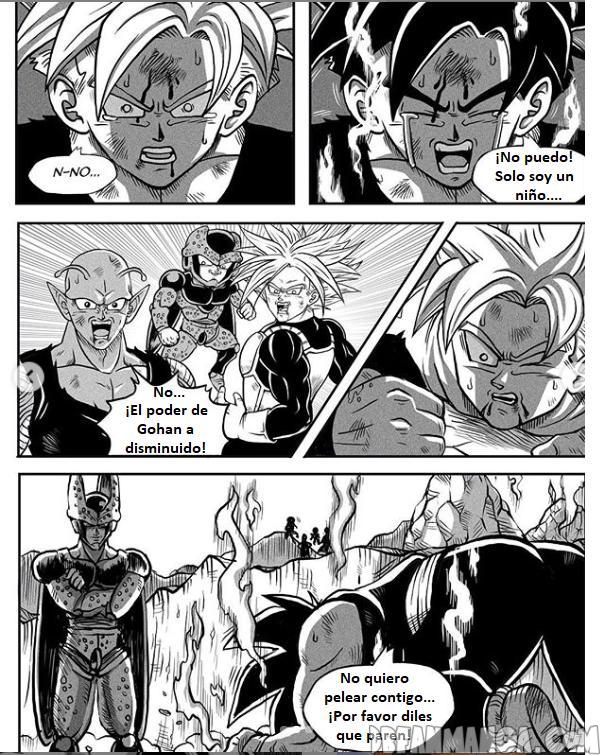 N-NO...
¡No puedo!
Solo soy un
niño....
No...
¡El poder de
Gohan a
disminuido!
No quiero
pelear contigo...
¡Por favor diles
que paren!